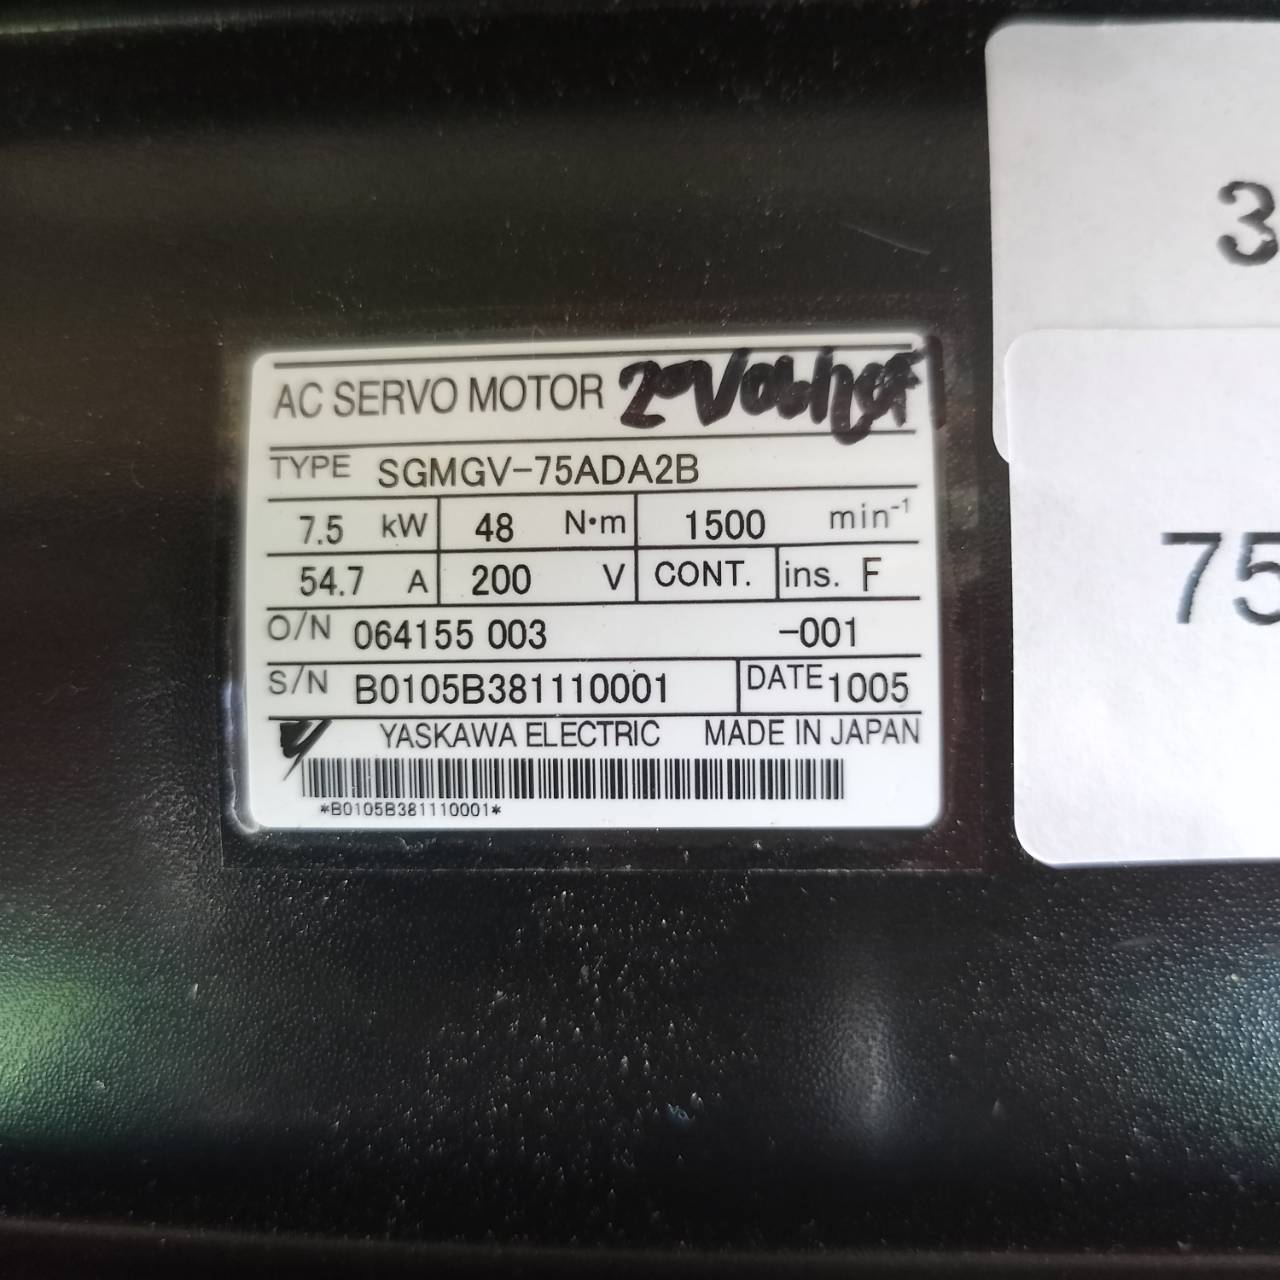 AC SERVO MOTOR
TYPE SGMGV-75ADA2B
7.5 kW 48 N•m 1500 min⁻¹
54.7 A 200 V CONT. ins. F
O/N 064155 003 -001
S/N B0105B381110001 DATE 1005
YASKAWA ELECTRIC MADE IN JAPAN
*B0105B381110001*
3
75